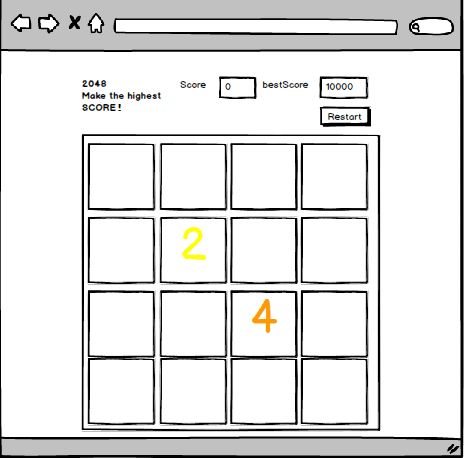 2048
Make the highest
SCORE!
Score 0 bestScore 10000
Restart
2
4